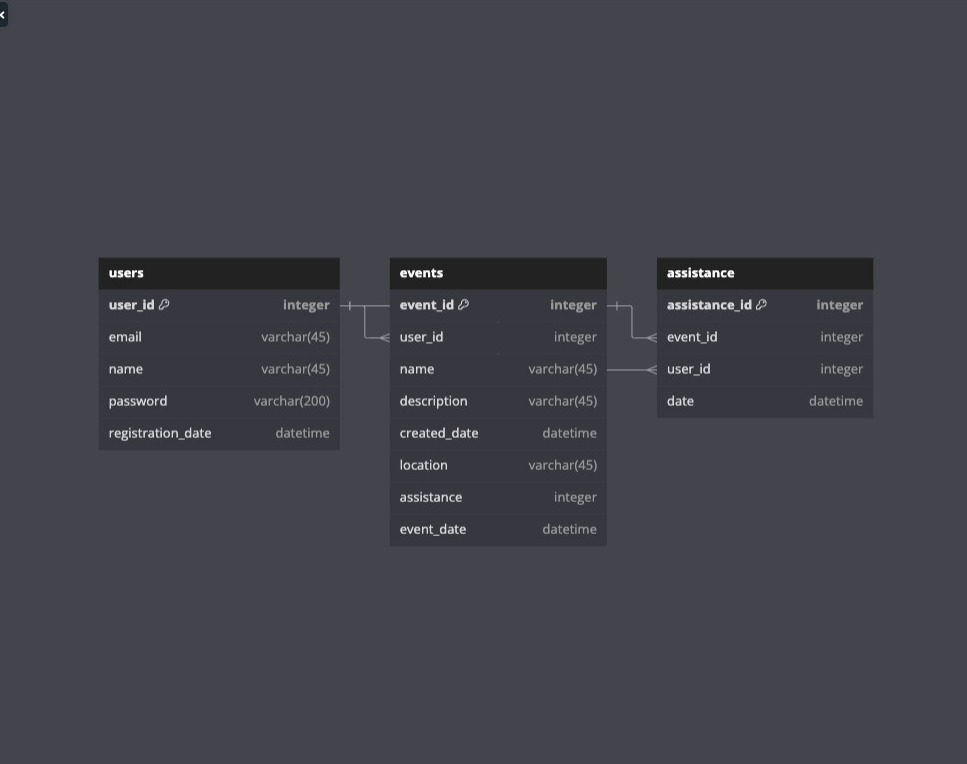 users
user_id integer
email varchar(45)
name varchar(45)
password varchar(200)
registration_date datetime
events
event_id integer
user_id integer
name varchar(45)
description varchar(45)
created_date datetime
location varchar(45)
assistance integer
event_date datetime
assistance
assistance_id integer
event_id integer
user_id integer
date datetime